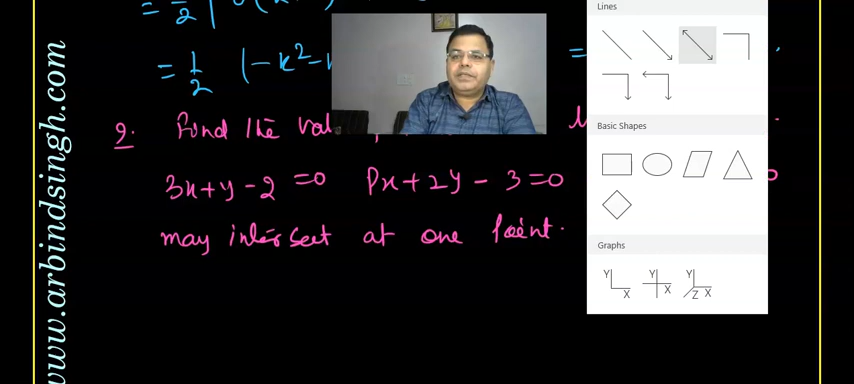 Lines
= 1/2 (-k²-
9. Find the val
3x+y-2 =0 Px+2y-3=0
may intersect at one point.
Basic Shapes
Graphs
Y X Y X Y Z X
www.arbindsingh.com